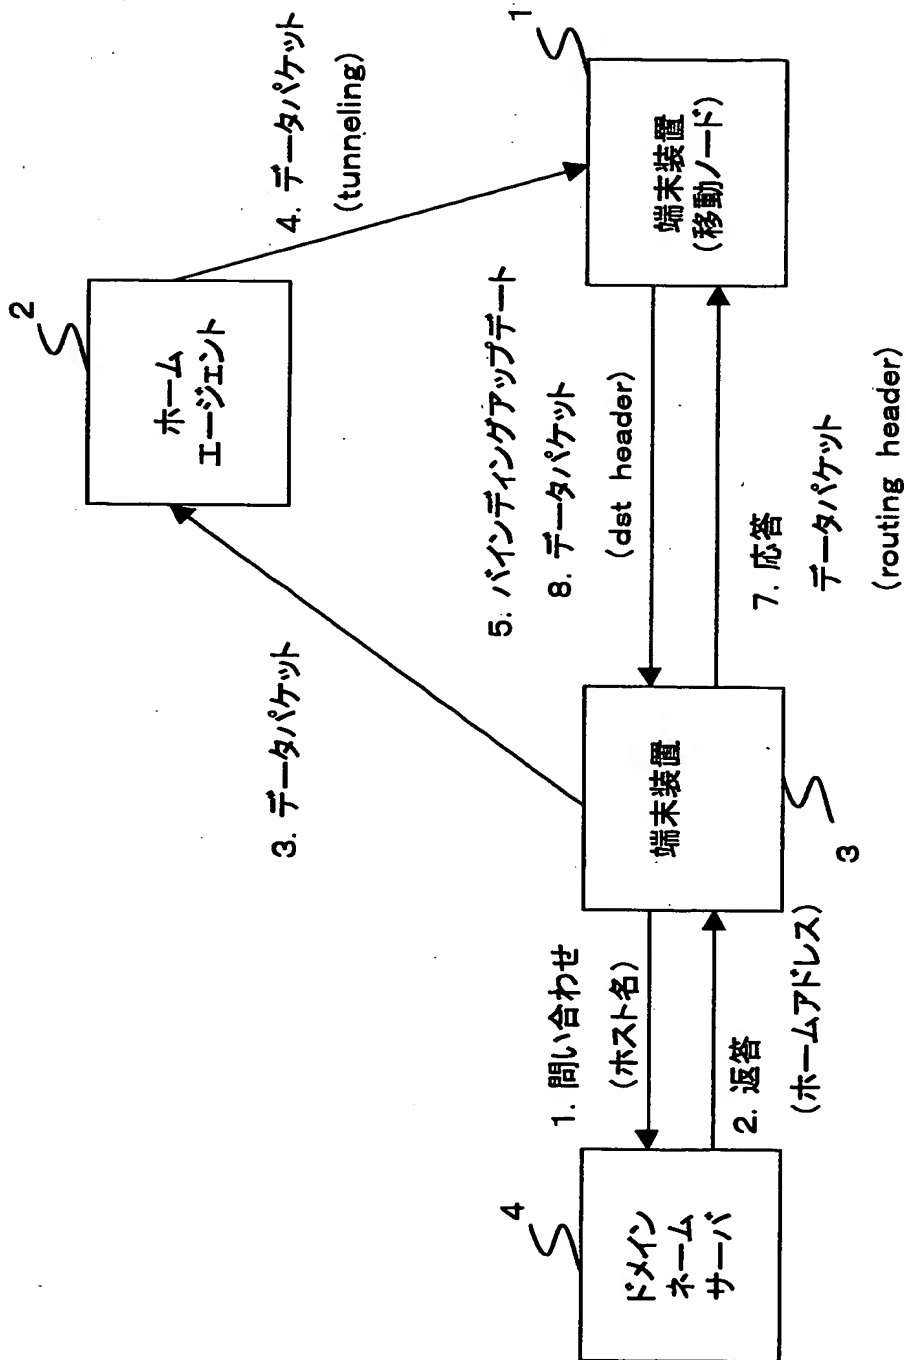 2
ホーム
エージェント
4. データパケット
(tunneling)
1
端末装置
(移動ノード)
3. データパケット
5. バインディングアップデート
8. データパケット
(dst header)
7. 応答
データパケット
(routing header)
端末装置
3
1. 問い合わせ
(ホスト名)
2. 返答
(ホームアドレス)
4
ドメイン
ネーム
サーバ